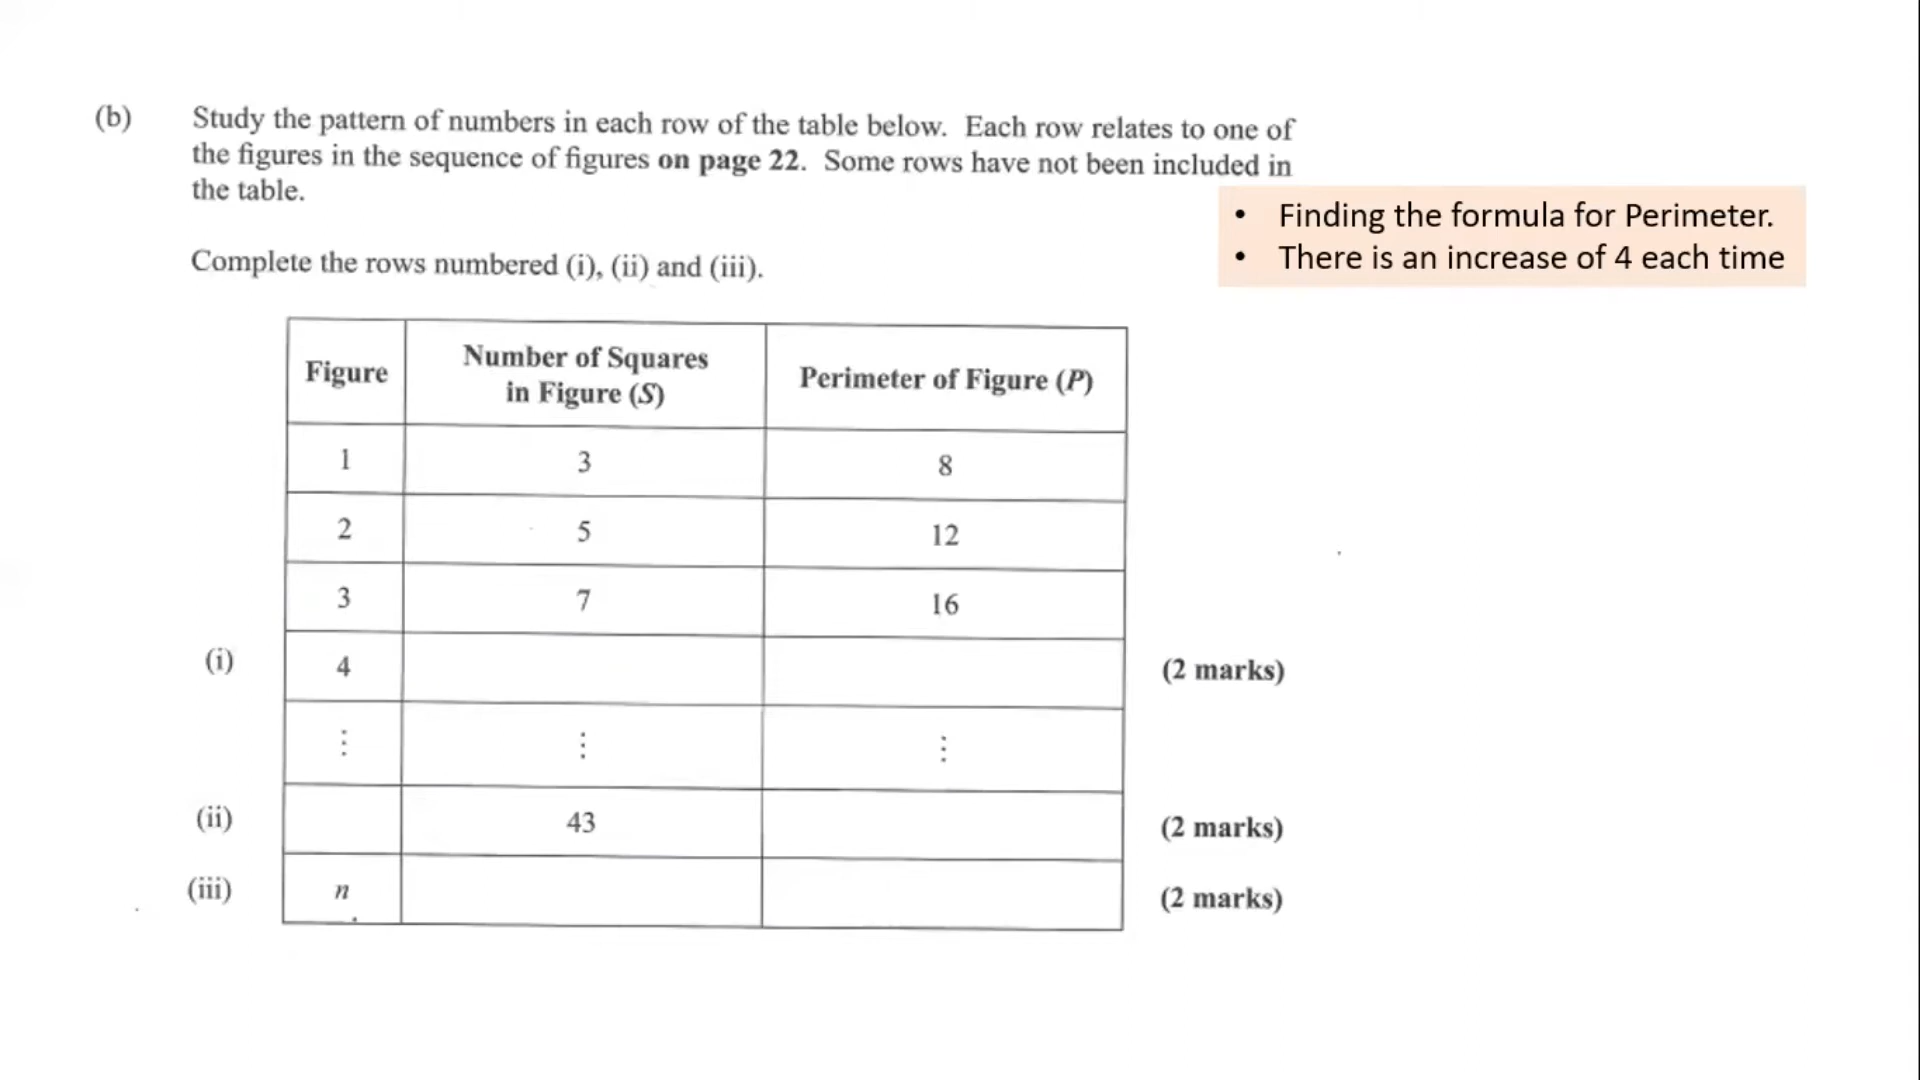 (b) Study the pattern of numbers in each row of the table below. Each row relates to one of
the figures in the sequence of figures on page 22. Some rows have not been included in
the table.
• Finding the formula for Perimeter.
• There is an increase of 4 each time
Complete the rows numbered (i), (ii) and (iii).
Figure Number of Squares in Figure (S) Perimeter of Figure (P)
1 3 8
2 5 12
3 7 16
(i) 4 (2 marks)
⋮ ⋮ ⋮
(ii) 43 (2 marks)
(iii) n (2 marks)